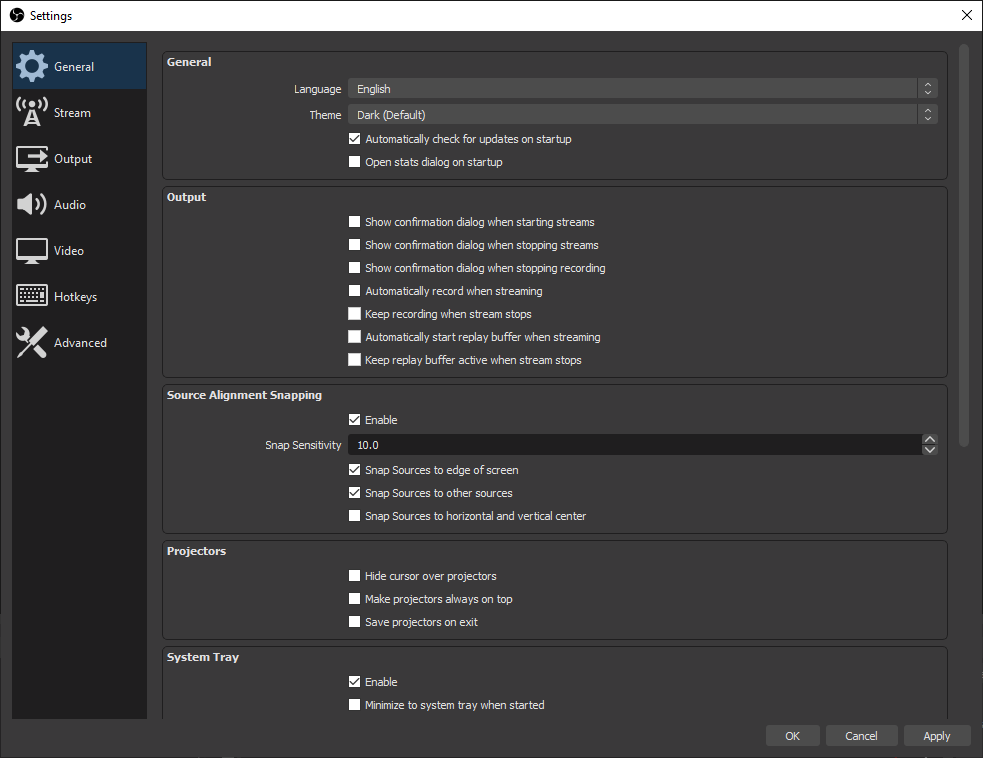 Settings
General
Stream
Output
Audio
Video
Hotkeys
Advanced
General
Language English
Theme Dark (Default)
Automatically check for updates on startup
Open stats dialog on startup
Output
Show confirmation dialog when starting streams
Show confirmation dialog when stopping streams
Show confirmation dialog when stopping recording
Automatically record when streaming
Keep recording when stream stops
Automatically start replay buffer when streaming
Keep replay buffer active when stream stops
Source Alignment Snapping
Enable
Snap Sensitivity 10.0
Snap Sources to edge of screen
Snap Sources to other sources
Snap Sources to horizontal and vertical center
Projectors
Hide cursor over projectors
Make projectors always on top
Save projectors on exit
System Tray
Enable
Minimize to system tray when started
OK Cancel Apply